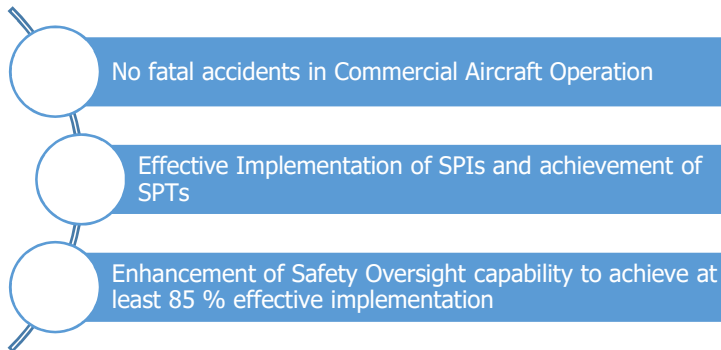 No fatal accidents in Commercial Aircraft Operation
Effective Implementation of SPIs and achievement of
SPTs
Enhancement of Safety Oversight capability to achieve at
least 85 % effective implementation